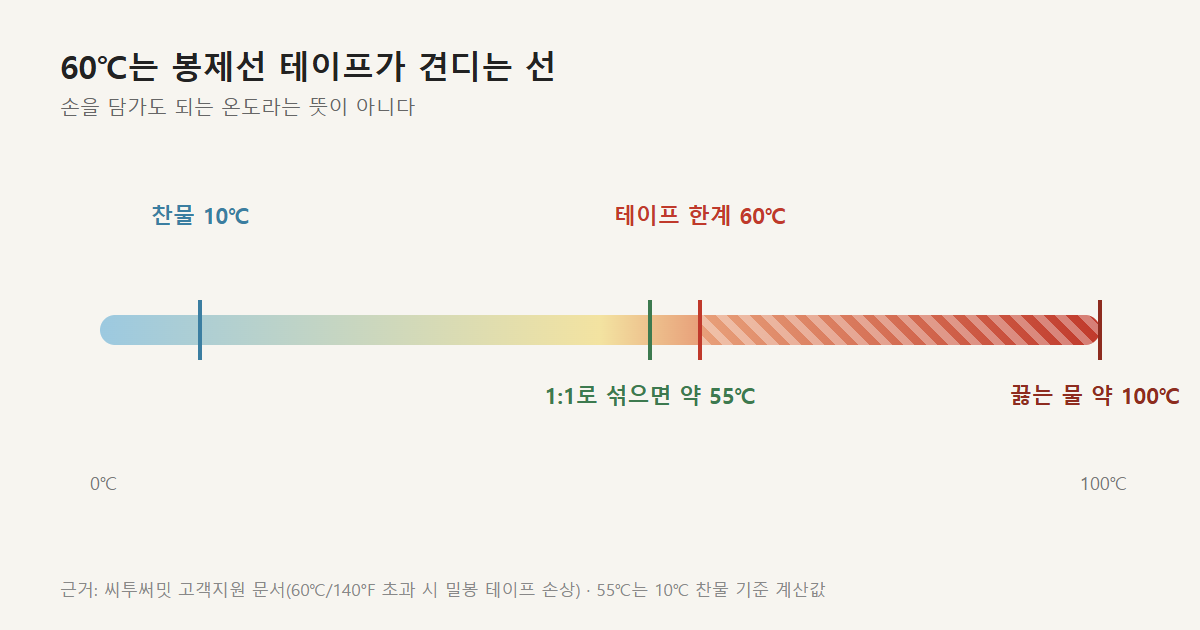 60℃는 봉제선 테이프가 견디는 선
손을 담가도 되는 온도라는 뜻이 아니다
찬물 10℃
테이프 한계 60℃
1:1로 섞으면 약 55℃
끓는 물 약 100℃
0℃
100℃
근거: 씨투써밋 고객지원 문서(60℃/140°F 초과 시 밀봉 테이프 손상) · 55℃는 10℃ 찬물 기준 계산값